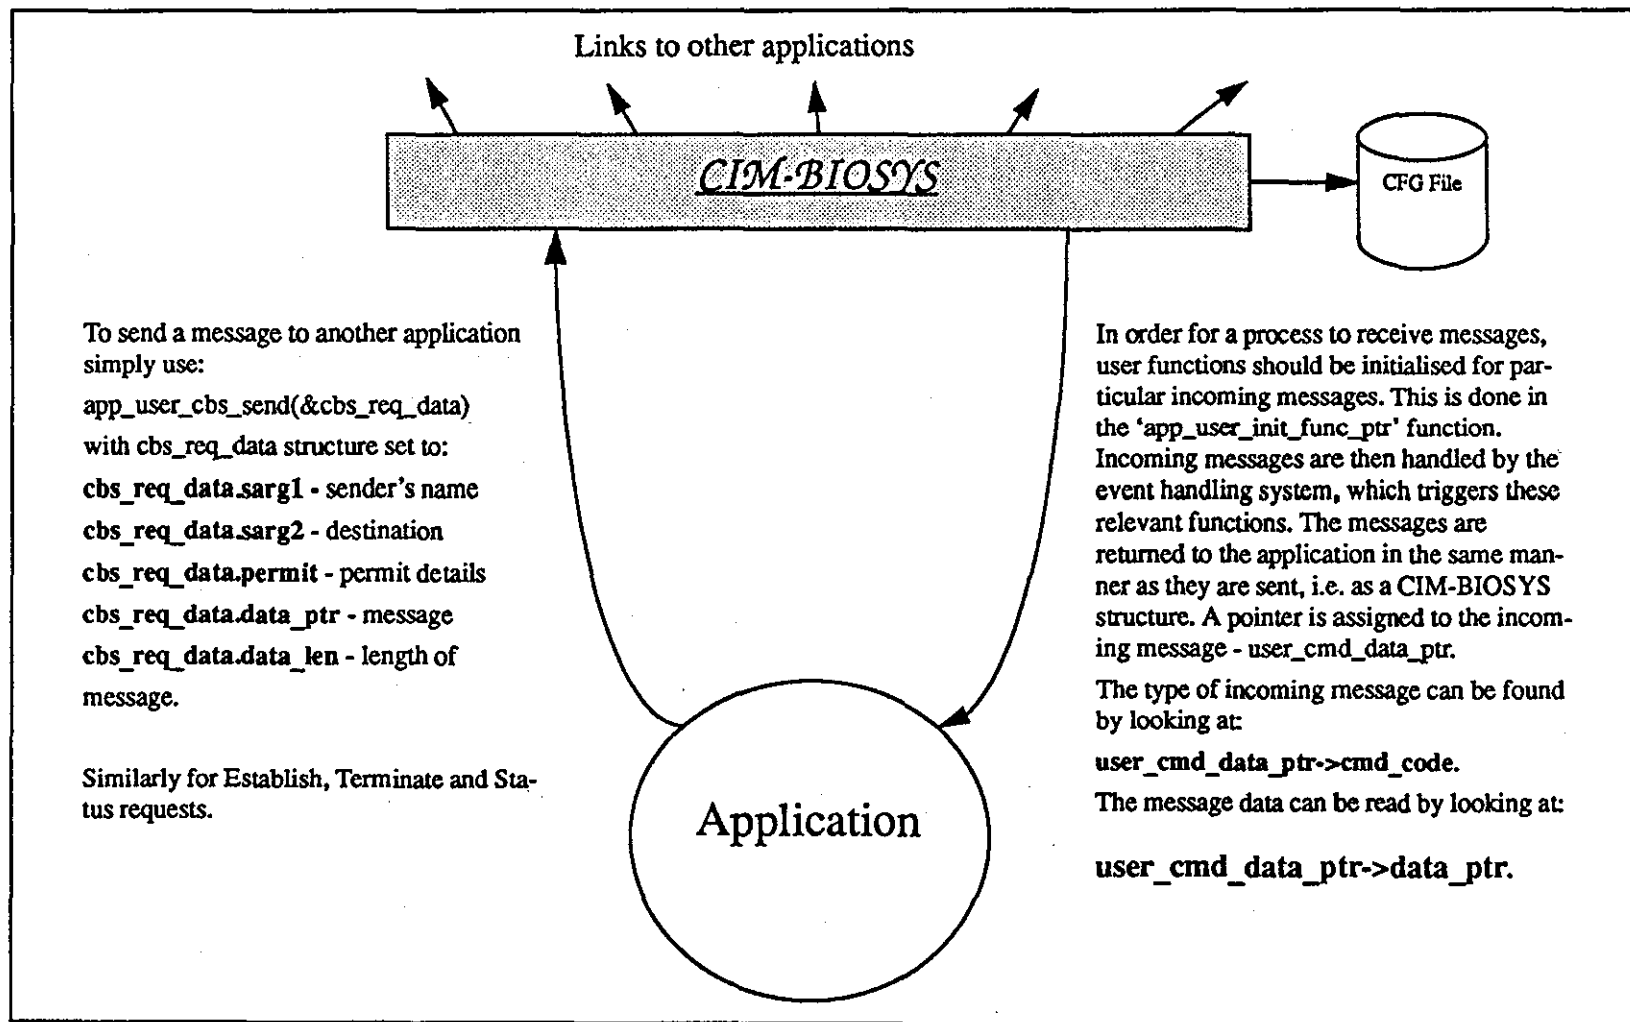 Links to other applications
CIM-BIOSYS
CFG File
To send a message to another application
simply use:
app_user_cbs_send(&cbs_req_data)
with cbs_req_data structure set to:
cbs_req_data.sarg1 - sender's name
cbs_req_data.sarg2 - destination
cbs_req_data.permit - permit details
cbs_req_data.data_ptr - message
cbs_req_data.data_len - length of
message.
Similarly for Establish, Terminate and Sta-
tus requests.
Application
In order for a process to receive messages,
user functions should be initialised for par-
ticular incoming messages. This is done in
the 'app_user_init_func_ptr' function.
Incoming messages are then handled by the
event handling system, which triggers these
relevant functions. The messages are
returned to the application in the same man-
ner as they are sent, i.e. as a CIM-BIOSYS
structure. A pointer is assigned to the incom-
ing message - user_cmd_data_ptr.
The type of incoming message can be found
by looking at:
user_cmd_data_ptr->cmd_code.
The message data can be read by looking at:
user_cmd_data_ptr->data_ptr.